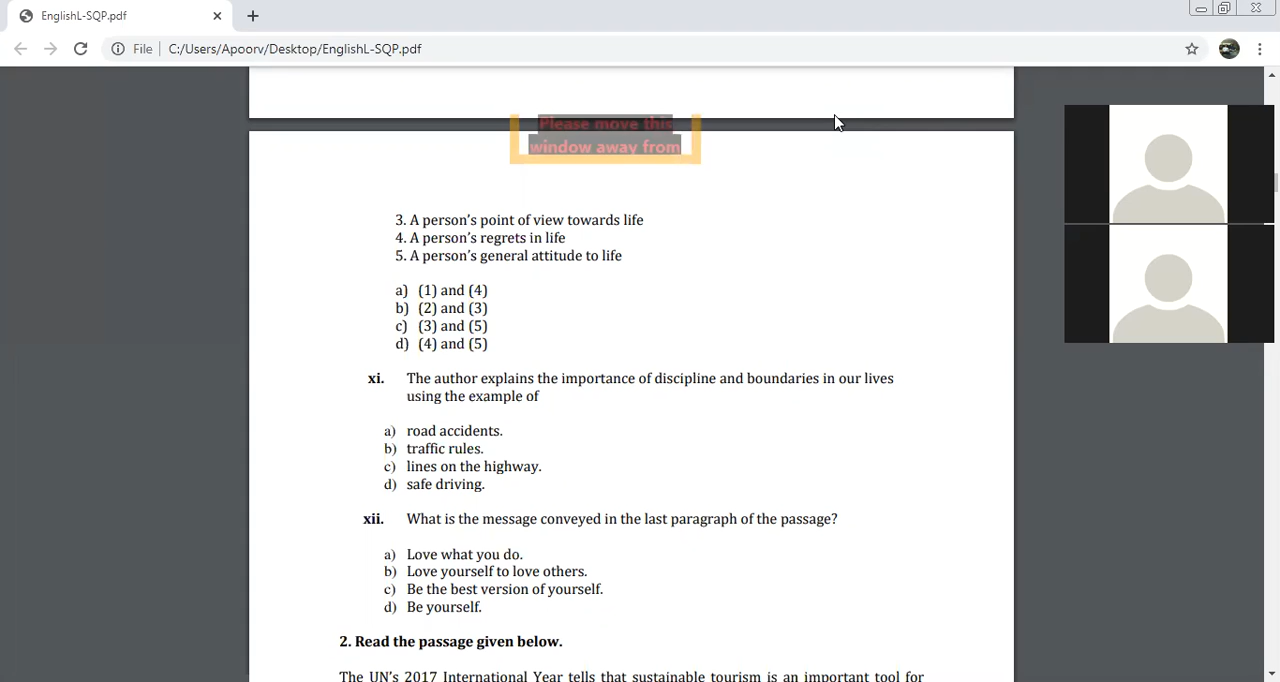 EnglishL-SQP.pdf
File | C:/Users/Apoorv/Desktop/EnglishL-SQP.pdf
Please move this
window away from
3. A person's point of view towards life
4. A person's regrets in life
5. A person's general attitude to life
a) (1) and (4)
b) (2) and (3)
c) (3) and (5)
d) (4) and (5)
xi. The author explains the importance of discipline and boundaries in our lives
using the example of
a) road accidents.
b) traffic rules.
c) lines on the highway.
d) safe driving.
xii. What is the message conveyed in the last paragraph of the passage?
a) Love what you do.
b) Love yourself to love others.
c) Be the best version of yourself.
d) Be yourself.
2. Read the passage given below.
The UN's 2017 International Year tells that sustainable tourism is an important tool for